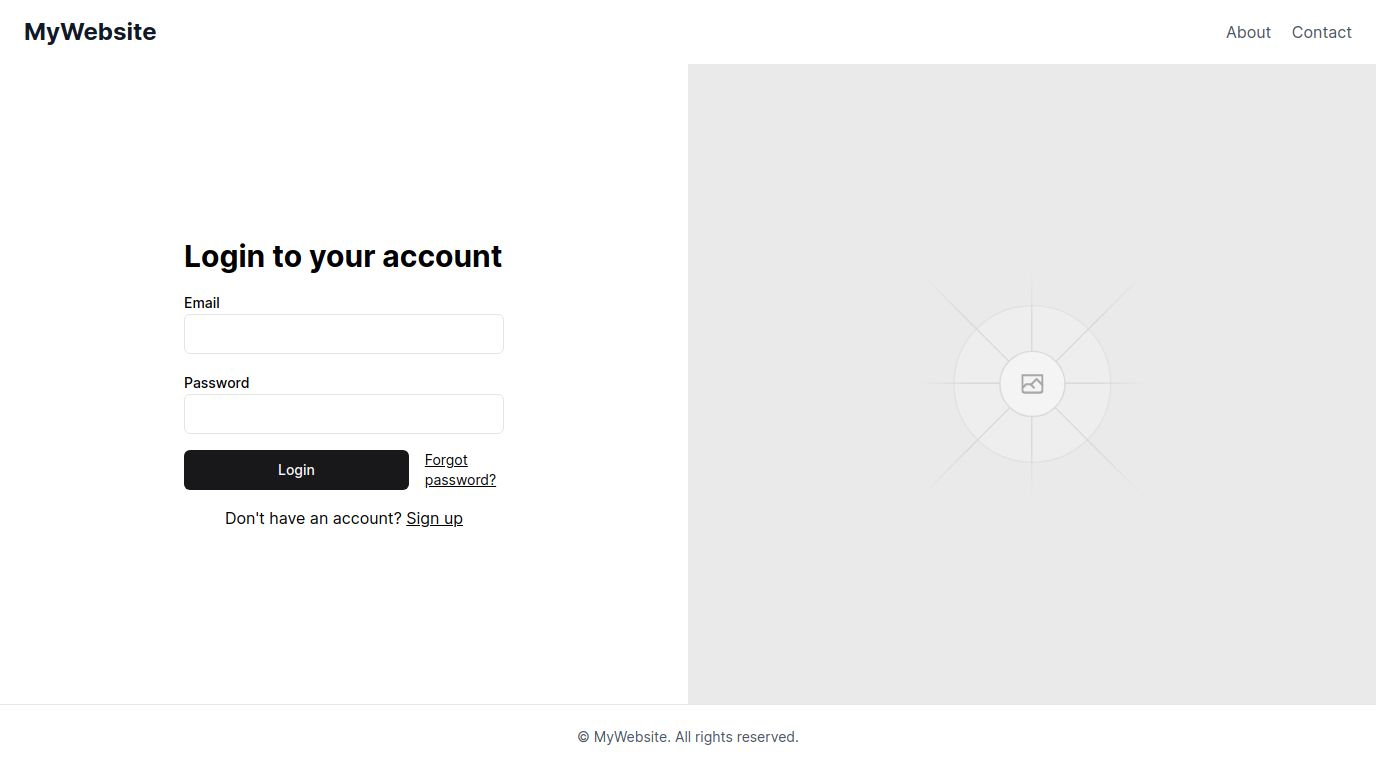 MyWebsite
About Contact
Login to your account
Email
Password
Login
Forgot
password?
Don't have an account? Sign up
© MyWebsite. All rights reserved.